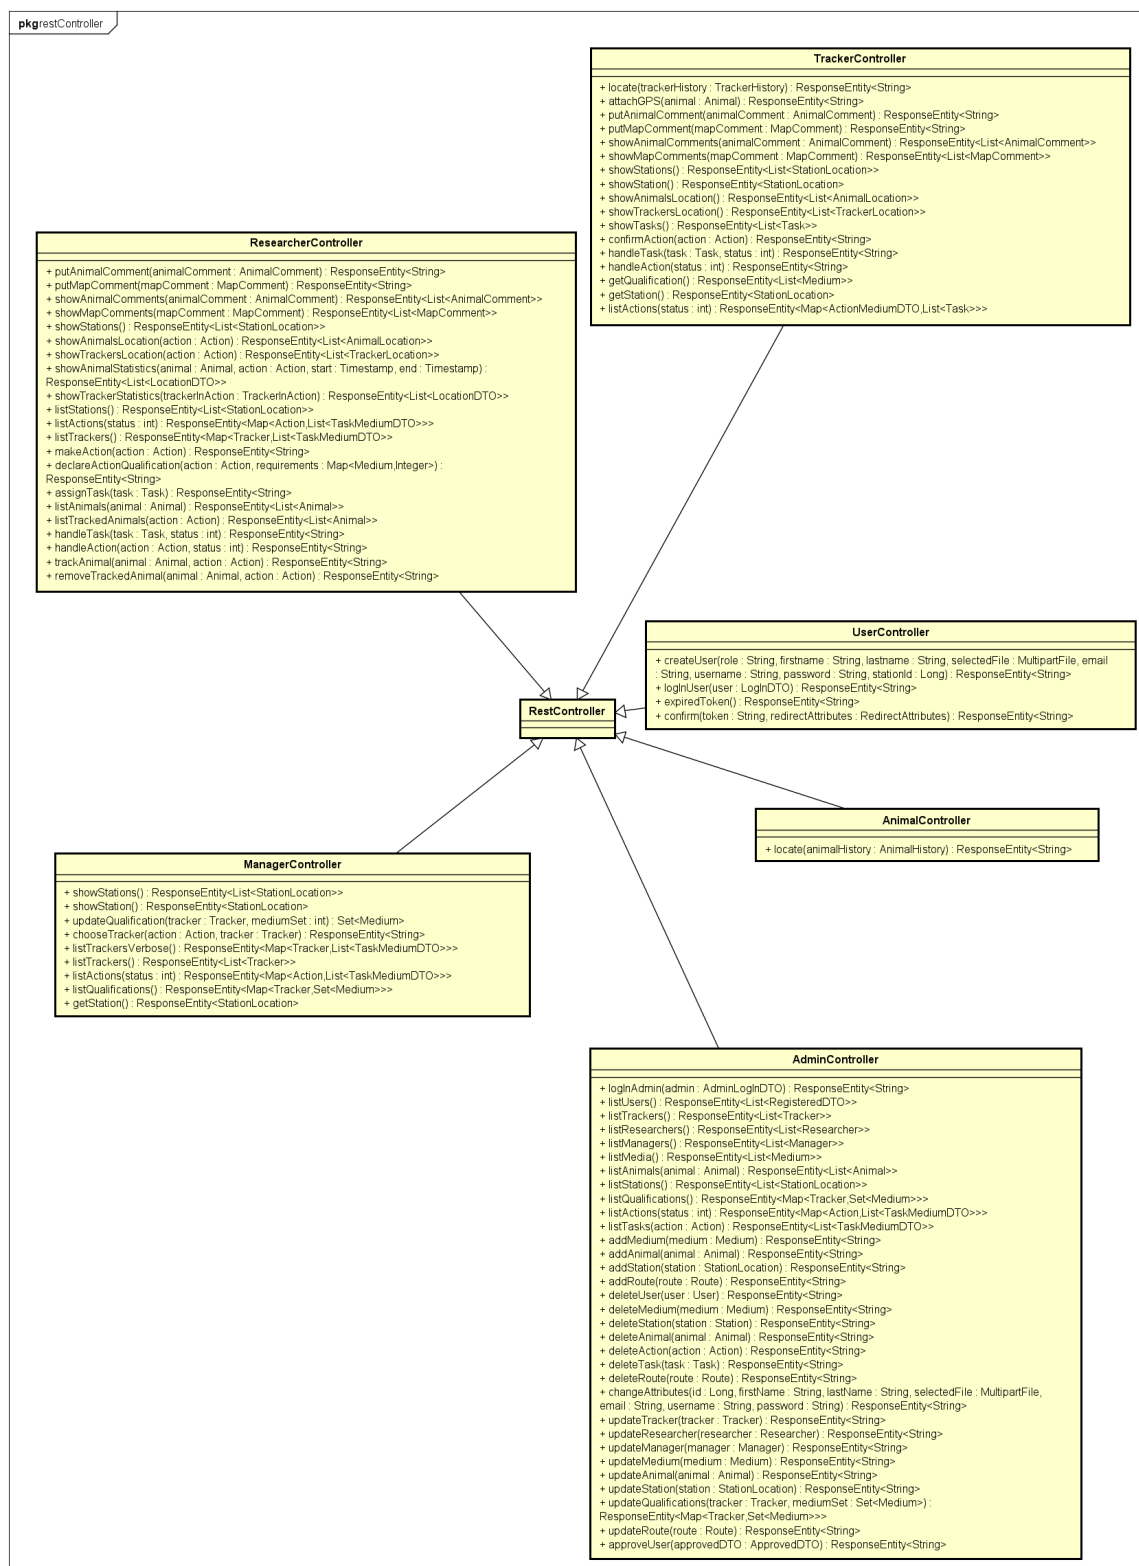 pkg restController
TrackerController
+ locate(trackerHistory : TrackerHistory) : ResponseEntity<String>
+ attachGPS(animal : Animal) : ResponseEntity<String>
+ putAnimalComment(animalComment : AnimalComment) : ResponseEntity<String>
+ putMapComment(mapComment : MapComment) : ResponseEntity<String>
+ showAnimalComments(animalComment : AnimalComment) : ResponseEntity<List<AnimalComment>>
+ showMapComments(mapComment : MapComment) : ResponseEntity<List<MapComment>>
+ showStations() : ResponseEntity<List<StationLocation>>
+ showStation() : ResponseEntity<StationLocation>
+ showAnimalsLocation() : ResponseEntity<List<AnimalLocation>>
+ showTrackersLocation() : ResponseEntity<List<TrackerLocation>>
+ showTasks() : ResponseEntity<List<Task>>
+ confirmAction(action : Action) : ResponseEntity<String>
+ handleTask(task : Task, status : int) : ResponseEntity<String>
+ handleAction(status : int) : ResponseEntity<String>
+ getQualification() : ResponseEntity<List<Medium>>
+ getStation() : ResponseEntity<StationLocation>
+ listActions(status : int) : ResponseEntity<Map<ActionMediumDTO,List<Task>>>
ResearcherController
+ putAnimalComment(animalComment : AnimalComment) : ResponseEntity<String>
+ putMapComment(mapComment : MapComment) : ResponseEntity<String>
+ showAnimalComments(animalComment : AnimalComment) : ResponseEntity<List<AnimalComment>>
+ showMapComments(mapComment : MapComment) : ResponseEntity<List<MapComment>>
+ showStations() : ResponseEntity<List<StationLocation>>
+ showAnimalsLocation(action : Action) : ResponseEntity<List<AnimalLocation>>
+ showTrackersLocation(action : Action) : ResponseEntity<List<TrackerLocation>>
+ showAnimalStatistics(animal : Animal, action : Action, start : Timestamp, end : Timestamp) :
ResponseEntity<List<LocationDTO>>
+ showTrackerStatistics(trackerInAction : TrackerInAction) : ResponseEntity<List<LocationDTO>>
+ listStations() : ResponseEntity<List<StationLocation>>
+ listActions(status : int) : ResponseEntity<Map<Action,List<TaskMediumDTO>>>
+ listTrackers() : ResponseEntity<Map<Tracker,List<TaskMediumDTO>>
+ makeAction(action : Action) : ResponseEntity<String>
+ declareActionQualification(action : Action, requirements : Map<Medium,Integer>) :
ResponseEntity<String>
+ assignTask(task : Task) : ResponseEntity<String>
+ listAnimals(animal : Animal) : ResponseEntity<List<Animal>>
+ listTrackedAnimals(action : Action) : ResponseEntity<List<Animal>>
+ handleTask(task : Task, status : int) : ResponseEntity<String>
+ handleAction(action : Action, status : int) : ResponseEntity<String>
+ trackAnimal(animal : Animal, action : Action) : ResponseEntity<String>
+ removeTrackedAnimal(animal : Animal, action : Action) : ResponseEntity<String>
UserController
+ createUser(role : String, firstname : String, lastname : String, selectedFile : MultipartFile, email
: String, username : String, password : String, stationId : Long) : ResponseEntity<String>
+ logInUser(user : LogInDTO) : ResponseEntity<String>
+ expiredToken() : ResponseEntity<String>
+ confirm(token : String, redirectAttributes : RedirectAttributes) : ResponseEntity<String>
RestController
AnimalController
+ locate(animalHistory : AnimalHistory) : ResponseEntity<String>
ManagerController
+ showStations() : ResponseEntity<List<StationLocation>>
+ showStation() : ResponseEntity<StationLocation>
+ updateQualification(tracker : Tracker, mediumSet : int) : Set<Medium>
+ chooseTracker(action : Action, tracker : Tracker) : ResponseEntity<String>
+ listTrackersVerbose() : ResponseEntity<Map<Tracker,List<TaskMediumDTO>>>
+ listTrackers() : ResponseEntity<List<Tracker>>
+ listActions(status : int) : ResponseEntity<Map<Action,List<TaskMediumDTO>>>
+ listQualifications() : ResponseEntity<Map<Tracker,Set<Medium>>>
+ getStation() : ResponseEntity<StationLocation>
AdminController
+ logInAdmin(admin : AdminLogInDTO) : ResponseEntity<String>
+ listUsers() : ResponseEntity<List<RegisteredDTO>>
+ listTrackers() : ResponseEntity<List<Tracker>>
+ listResearchers() : ResponseEntity<List<Researcher>>
+ listManagers() : ResponseEntity<List<Manager>>
+ listMedia() : ResponseEntity<List<Medium>>
+ listAnimals(animal : Animal) : ResponseEntity<List<Animal>>
+ listStations() : ResponseEntity<List<StationLocation>>
+ listQualifications() : ResponseEntity<Map<Tracker,Set<Medium>>>
+ listActions(status : int) : ResponseEntity<Map<Action,List<TaskMediumDTO>>>
+ listTasks(action : Action) : ResponseEntity<List<TaskMediumDTO>>
+ addMedium(medium : Medium) : ResponseEntity<String>
+ addAnimal(animal : Animal) : ResponseEntity<String>
+ addStation(station : StationLocation) : ResponseEntity<String>
+ addRoute(route : Route) : ResponseEntity<String>
+ deleteUser(user : User) : ResponseEntity<String>
+ deleteMedium(medium : Medium) : ResponseEntity<String>
+ deleteStation(station : Station) : ResponseEntity<String>
+ deleteAnimal(animal : Animal) : ResponseEntity<String>
+ deleteAction(action : Action) : ResponseEntity<String>
+ deleteTask(task : Task) : ResponseEntity<String>
+ deleteRoute(route : Route) : ResponseEntity<String>
+ changeAttributes(id : Long, firstName : String, lastName : String, selectedFile : MultipartFile,
email : String, username : String, password : String) : ResponseEntity<String>
+ updateTracker(tracker : Tracker) : ResponseEntity<String>
+ updateResearcher(researcher : Researcher) : ResponseEntity<String>
+ updateManager(manager : Manager) : ResponseEntity<String>
+ updateMedium(medium : Medium) : ResponseEntity<String>
+ updateAnimal(animal : Animal) : ResponseEntity<String>
+ updateStation(station : StationLocation) : ResponseEntity<String>
+ updateQualifications(tracker : Tracker, mediumSet : Set<Medium>) :
ResponseEntity<Map<Tracker,Set<Medium>>>
+ updateRoute(route : Route) : ResponseEntity<String>
+ approveUser(approvedDTO : ApprovedDTO) : ResponseEntity<String>